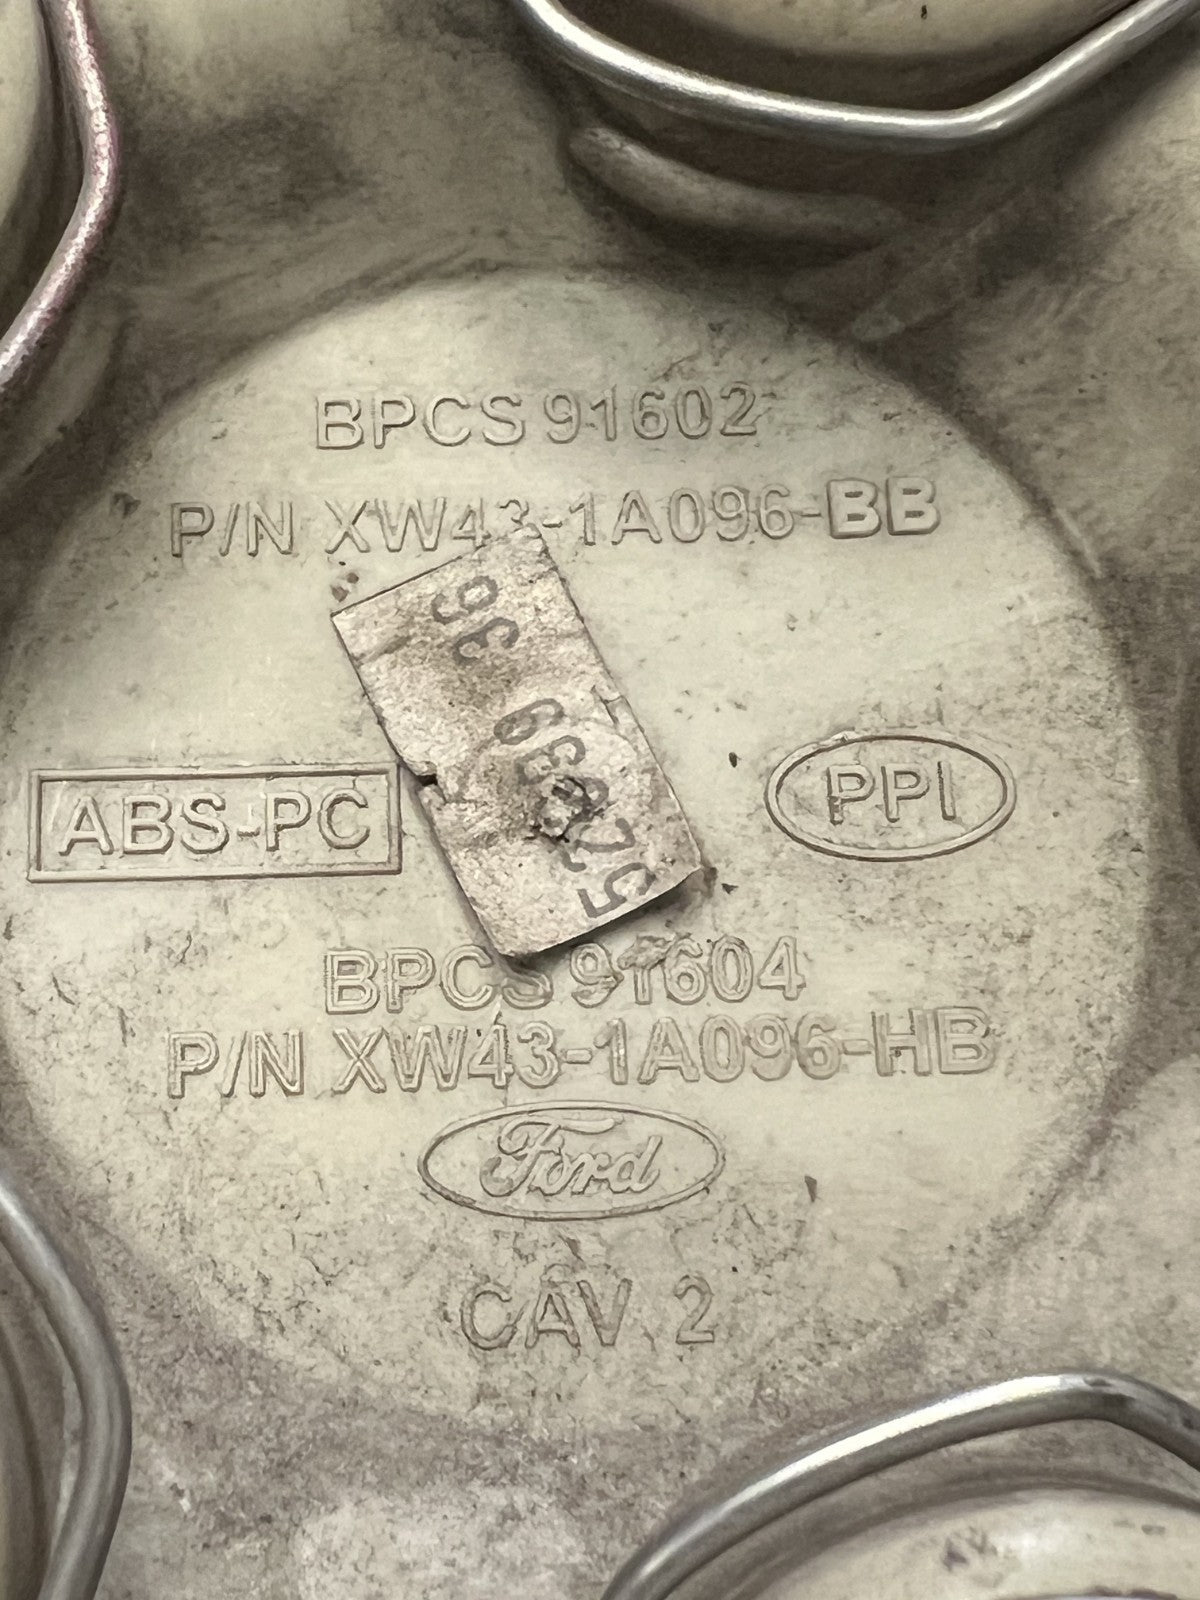 BPCS 91602
P/N XW43-1A096-BB
ABS-PC
PPI
BPCS 91604
P/N XW43-1A096-HB
Ford
CAV 2